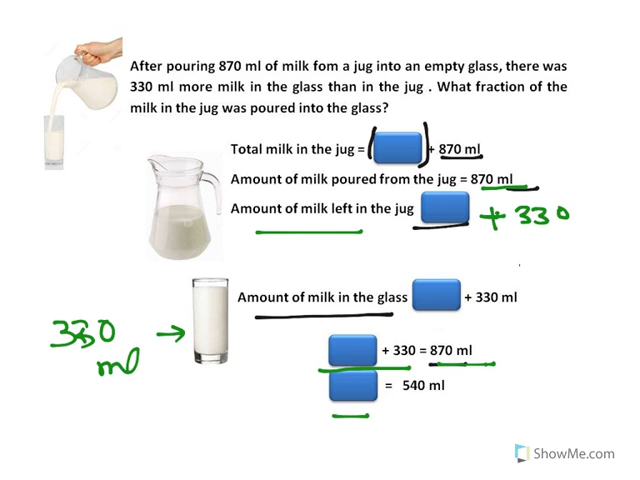 After pouring 870 ml of milk fom a jug into an empty glass, there was
330 ml more milk in the glass than in the jug . What fraction of the
milk in the jug was poured into the glass?
Total milk in the jug = ( ) + 870 ml
Amount of milk poured from the jug = 870 ml
Amount of milk left in the jug + 330
Amount of milk in the glass + 330 ml
330
ml
+ 330 = 870 ml
= 540 ml
ShowMe.com